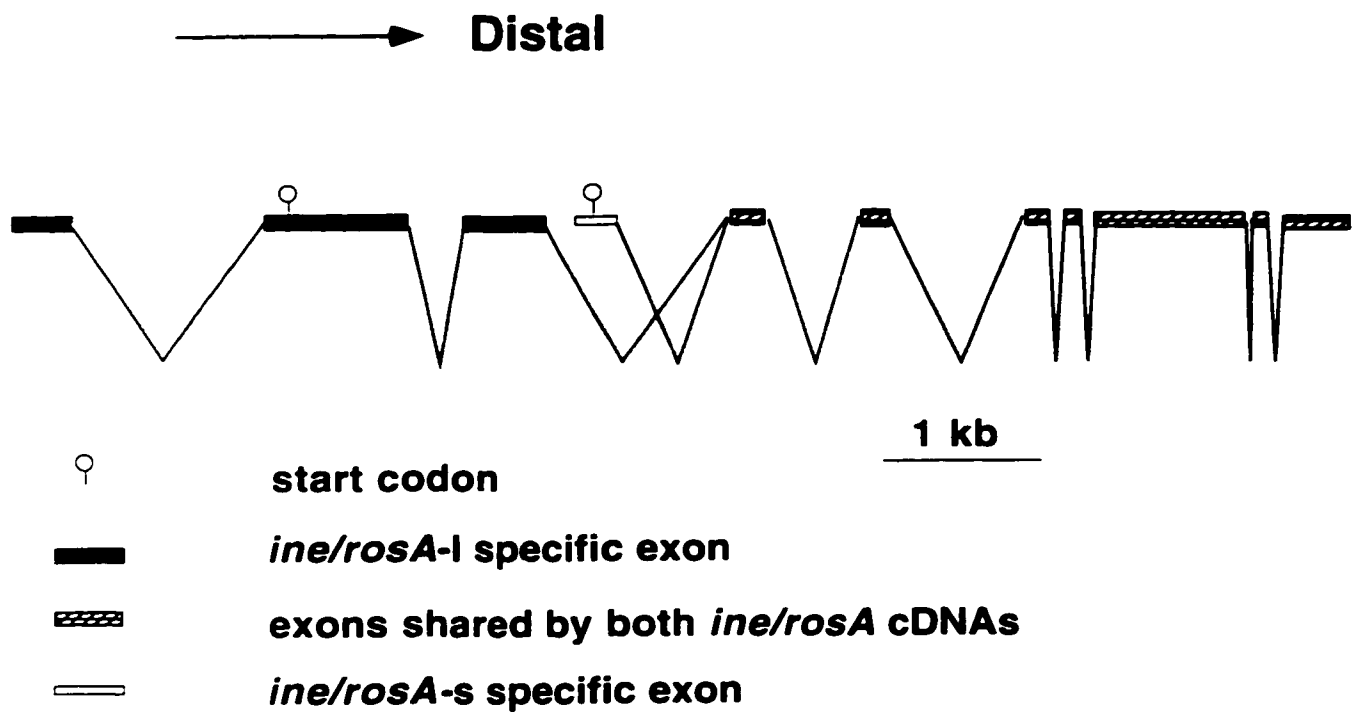 Distal
1 kb
start codon
ine/rosA-l specific exon
exons shared by both ine/rosA cDNAs
ine/rosA-s specific exon